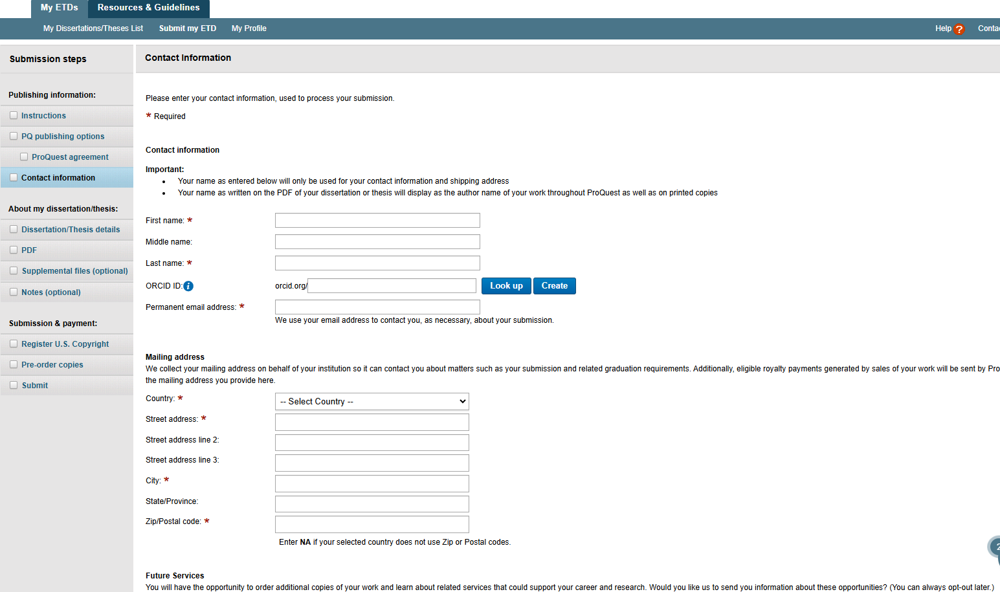 My ETDs
Resources & Guidelines
My Dissertations/Theses List
Submit my ETD
My Profile
Help ?
Submission steps
Publishing information:
Instructions
PQ publishing options
ProQuest agreement
Contact information
About my dissertation/thesis:
Dissertation/Thesis details
PDF
Supplemental files (optional)
Notes (optional)
Submission & payment:
Register U.S. Copyright
Pre-order copies
Submit
Contact Information
Please enter your contact information, used to process your submission.
* Required
Contact information
Important:
• Your name as entered below will only be used for your contact information and shipping address
• Your name as written on the PDF of your dissertation or thesis will display as the author name of your work throughout ProQuest as well as on printed copies
First name: *
Middle name:
Last name: *
ORCID ID: i
orcid.org/
Look up
Create
Permanent email address: *
We use your email address to contact you, as necessary, about your submission.
Mailing address
We collect your mailing address on behalf of your institution so it can contact you about matters such as your submission and related graduation requirements. Additionally, eligible royalty payments generated by sales of your work will be sent by Pro
the mailing address you provide here.
Country: *
-- Select Country --
Street address: *
Street address line 2:
Street address line 3:
City: *
State/Province:
Zip/Postal code: *
Enter NA if your selected country does not use Zip or Postal codes.
Future Services
You will have the opportunity to order additional copies of your work and learn about related services that could support your career and research. Would you like us to send you information about these opportunities? (You can always opt-out later.)